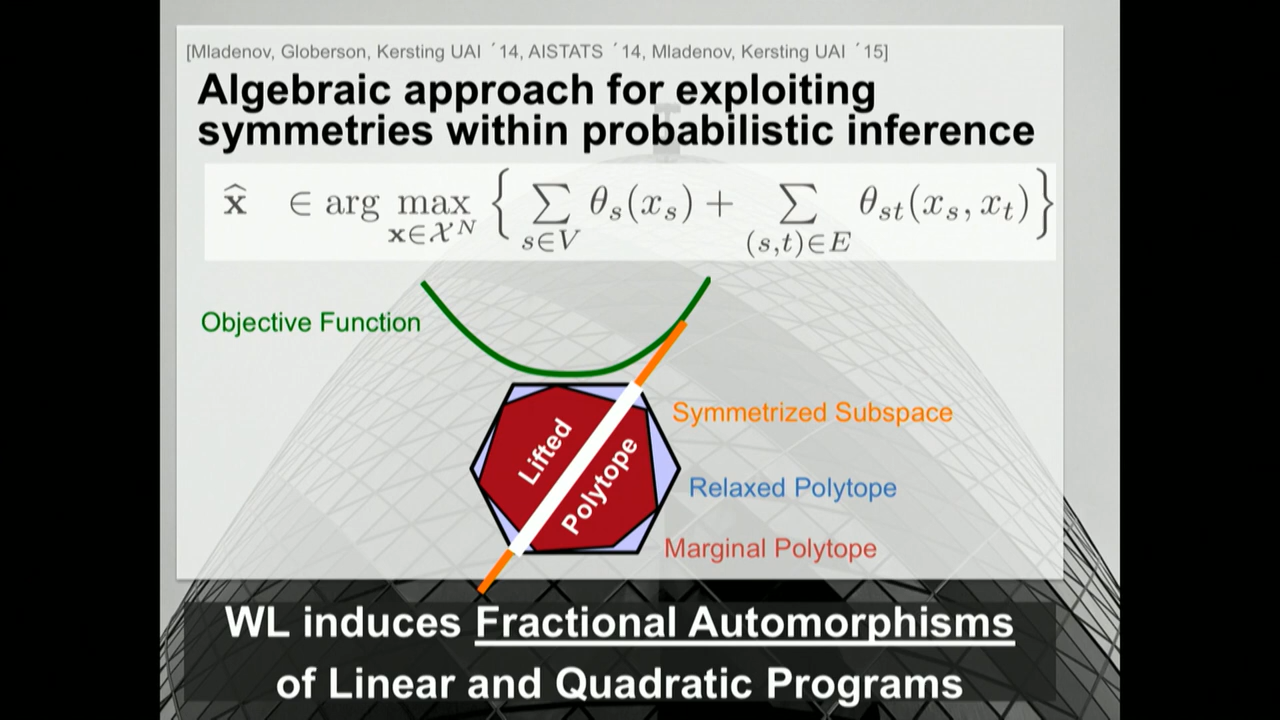 [Mladenov, Globerson, Kersting UAI ´14, AISTATS ´14, Mladenov, Kersting UAI ´15]
Algebraic approach for exploiting
symmetries within probabilistic inference
x̂ ∈ arg max_{x∈𝒳^N} { ∑_{s∈V} θ_s(x_s) + ∑_{(s,t)∈E} θ_{st}(x_s, x_t) }
Objective Function
Symmetrized Subspace
Lifted
Polytope
Relaxed Polytope
Marginal Polytope
WL induces Fractional Automorphisms
of Linear and Quadratic Programs